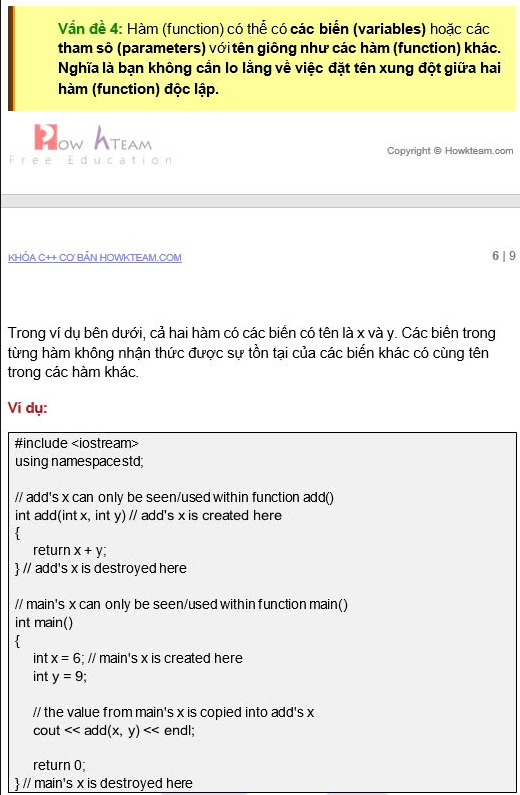 Vấn đề 4: Hàm (function) có thể có các biến (variables) hoặc các
tham số (parameters) với tên giống như các hàm (function) khác.
Nghĩa là bạn không cần lo lắng về việc đặt tên xung đột giữa hai
hàm (function) độc lập.
How hTEAM
Free Education
Copyright © Howkteam.com
KHÓA C++ CƠ BẢN HOWKTEAM.COM
6 | 9
Trong ví dụ bên dưới, cả hai hàm có các biến có tên là x và y. Các biến trong
từng hàm không nhận thức được sự tồn tại của các biến khác có cùng tên
trong các hàm khác.
Ví dụ:
#include <iostream>
using namespace std;
// add's x can only be seen/used within function add()
int add(int x, int y) // add's x is created here
{
return x + y;
} // add's x is destroyed here
// main's x can only be seen/used within function main()
int main()
{
int x = 6; // main's x is created here
int y = 9;
// the value from main's x is copied into add's x
cout << add(x, y) << endl;
return 0;
} // main's x is destroyed here